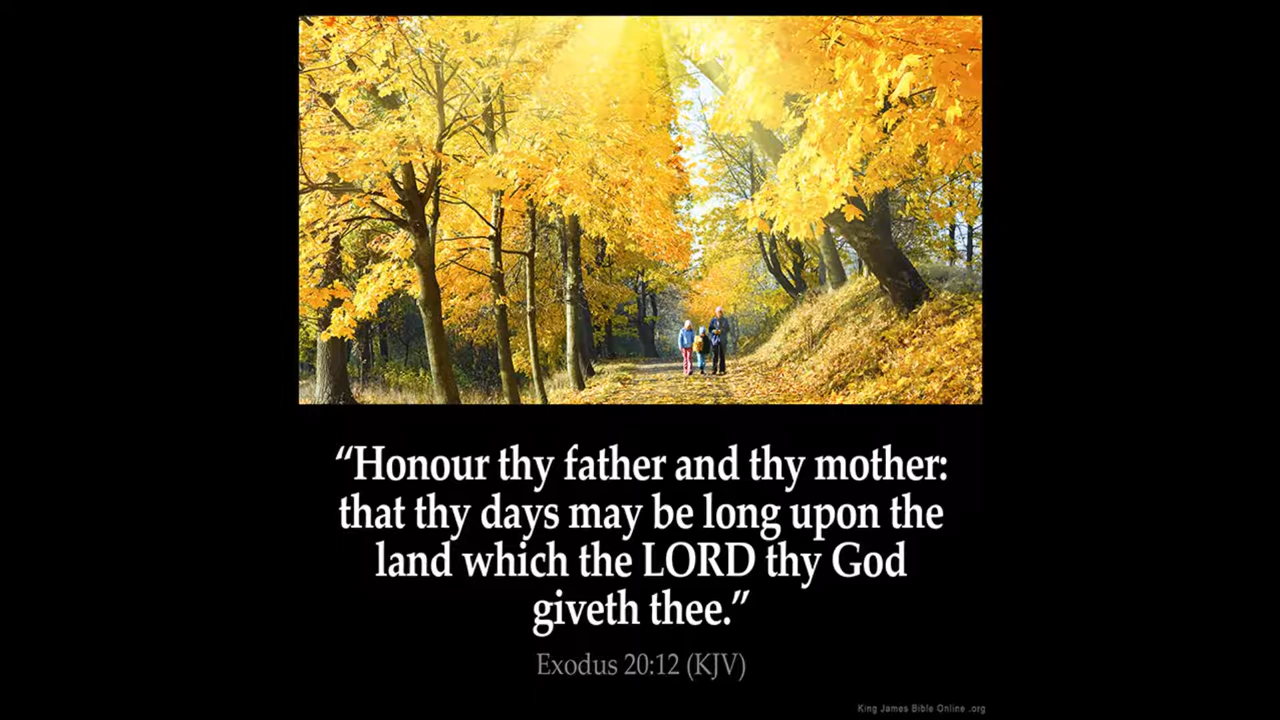 “Honour thy father and thy mother:
that thy days may be long upon the
land which the LORD thy God
giveth thee.”
Exodus 20:12 (KJV)
King James Bible Online .org